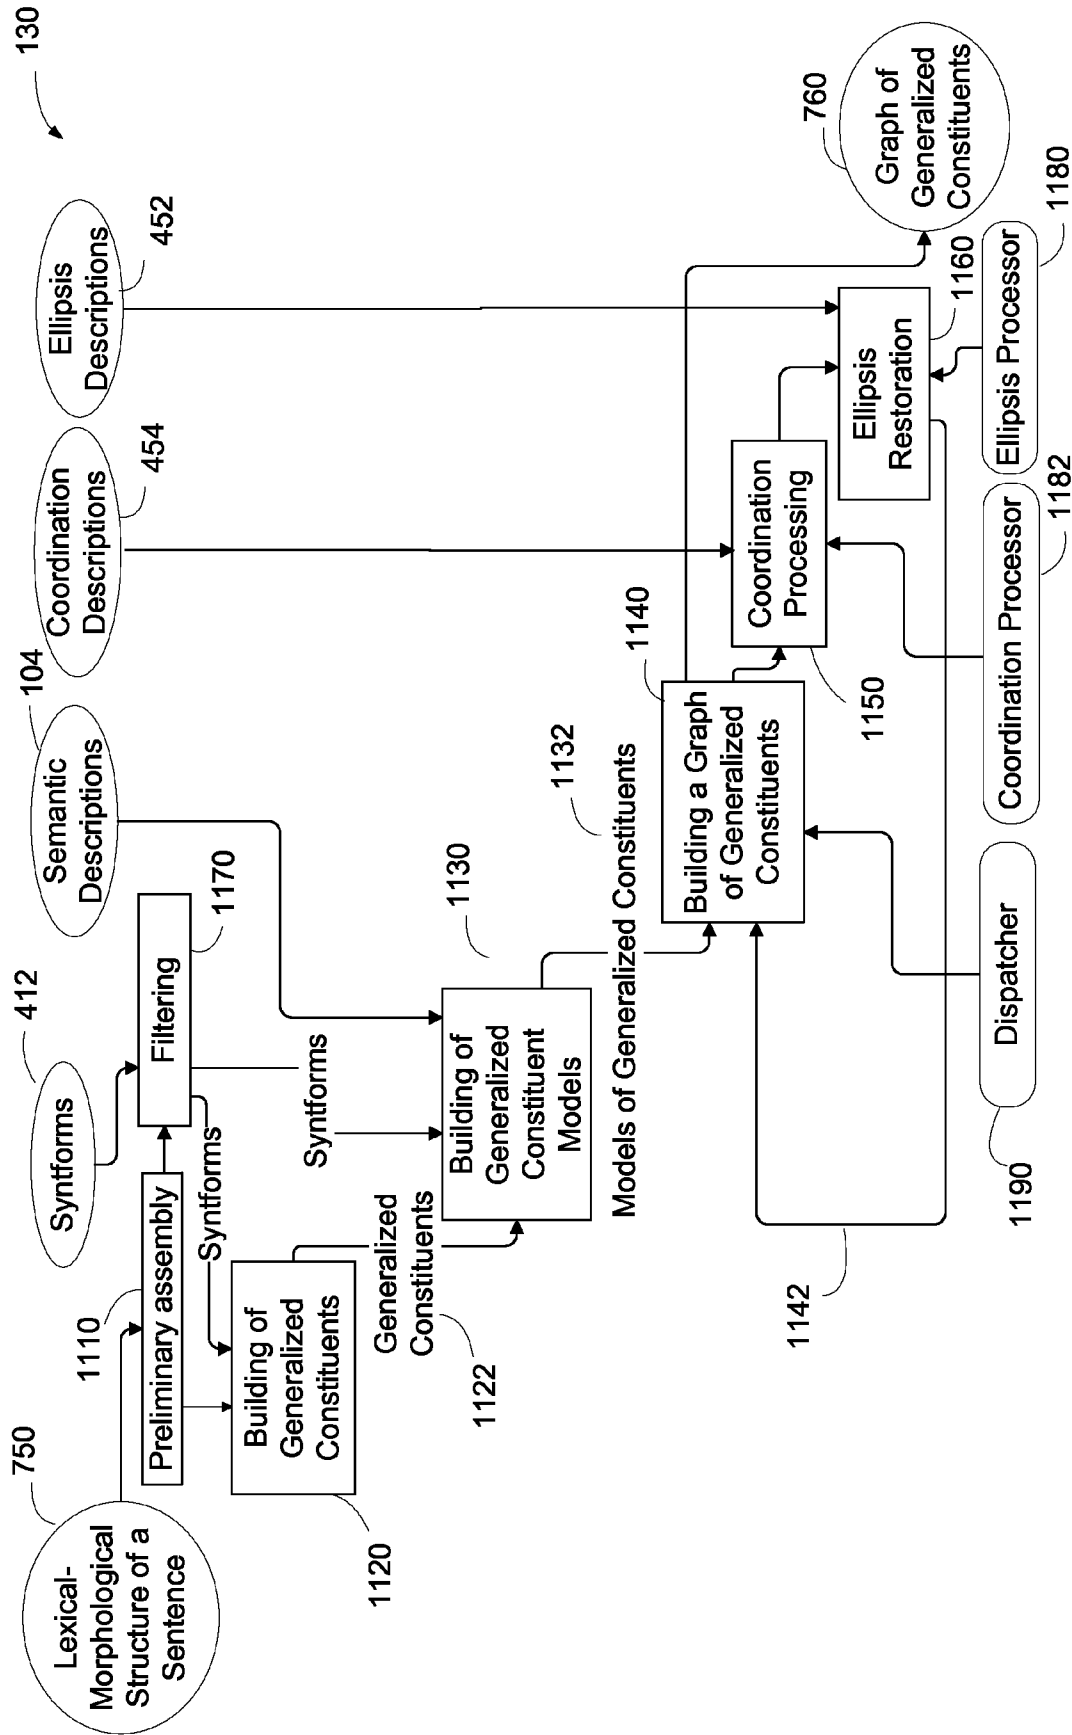 130
750
Lexical-
Morphological
Structure of a
Sentence
412
Syntforms
104
Semantic
Descriptions
Coordination
Descriptions
454
Ellipsis
Descriptions
452
1110
Preliminary assembly
Filtering
1170
Syntforms
Syntforms
Building of
Generalized
Constituents
1120
Generalized
Constituents
1122
Building of
Generalized
Constituent
Models
1130
Models of Generalized Constituents
1132
Building a Graph
of Generalized
Constituents
1140
1142
Coordination
Processing
1150
Ellipsis
Restoration
1160
760
Graph of
Generalized
Constituents
Dispatcher
1190
Coordination Processor
1182
Ellipsis Processor
1180